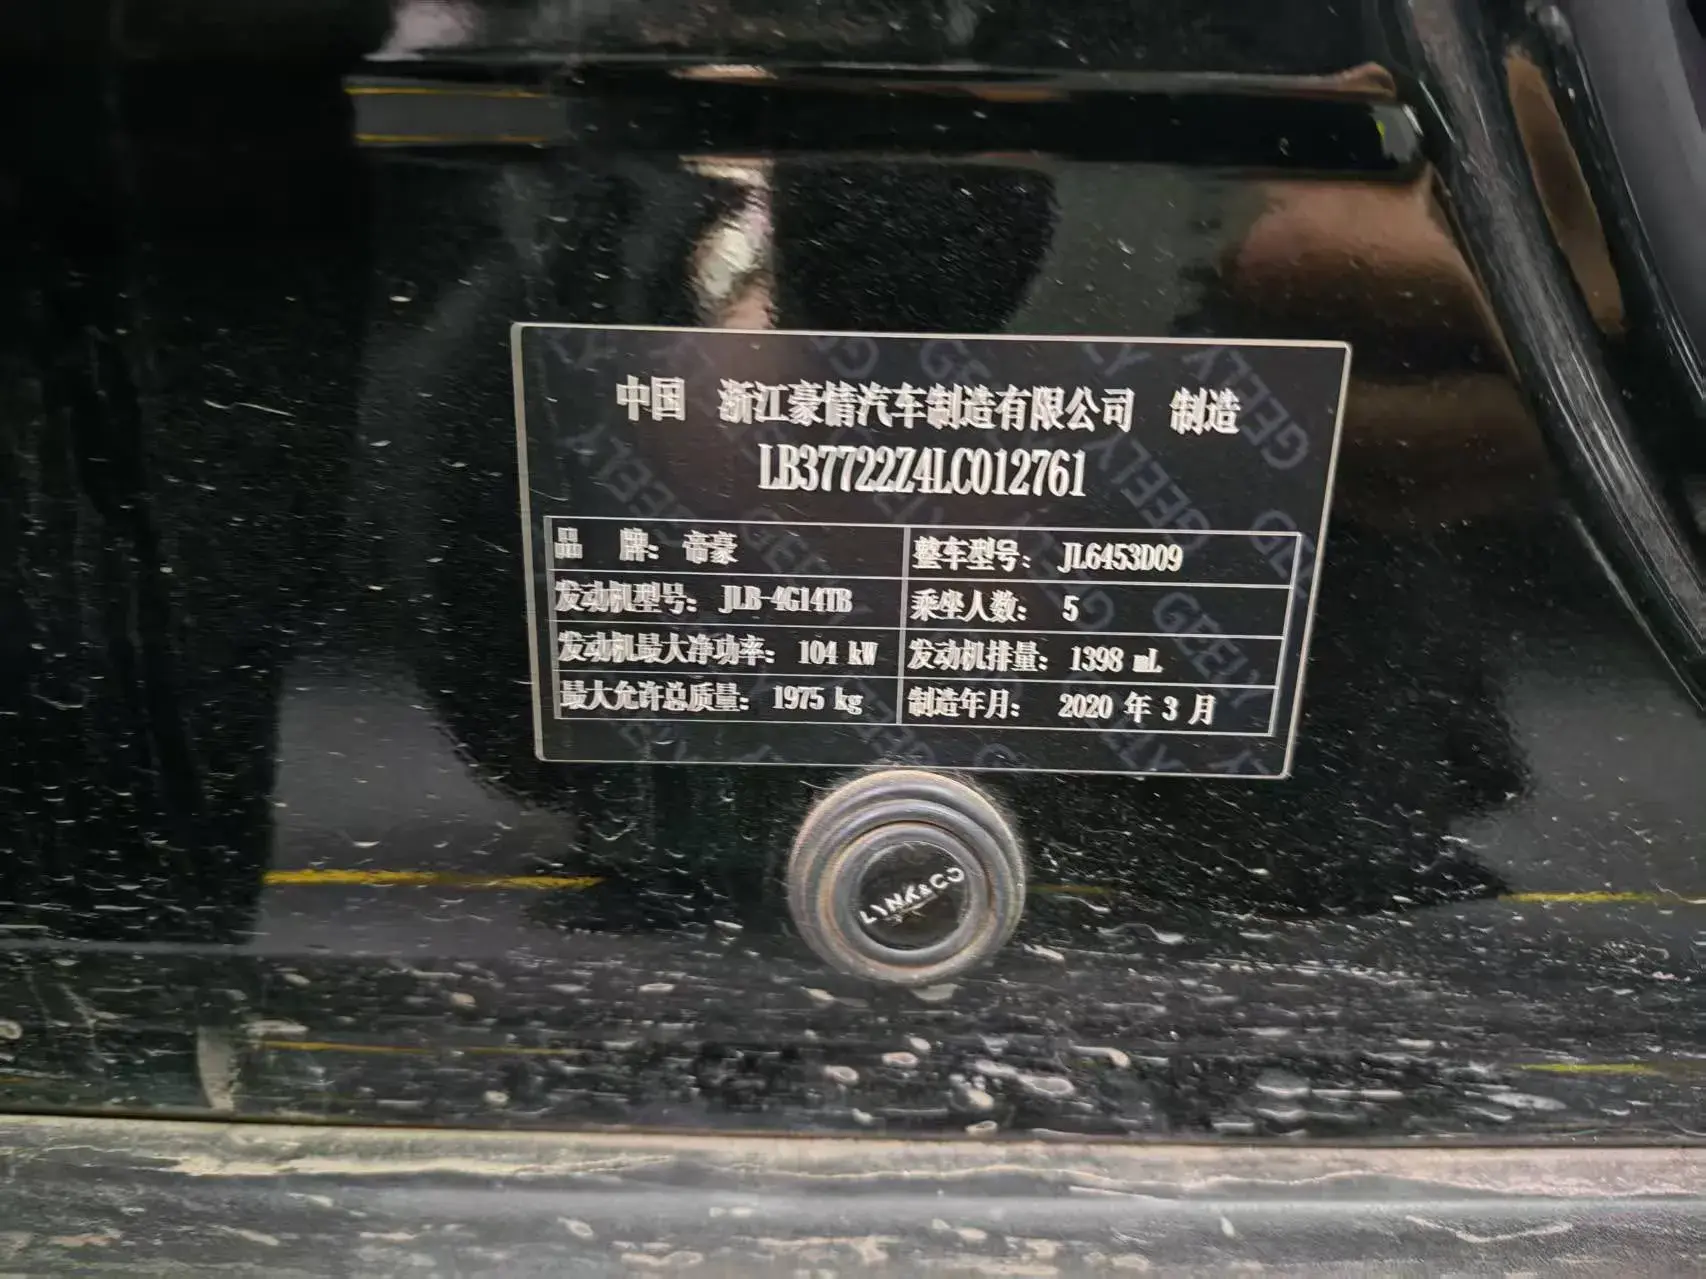 中国 浙江豪情汽车制造有限公司 制造
LB37722Z4LC012761
品 牌: 帝豪 整车型号: JL6453D09
发动机型号: JLB-4G14TB 乘坐人数: 5
发动机最大净功率: 104 kW 发动机排量: 1398 mL
最大允许总质量: 1975 kg 制造年月: 2020 年 3 月
LYNK&CO
GEELY